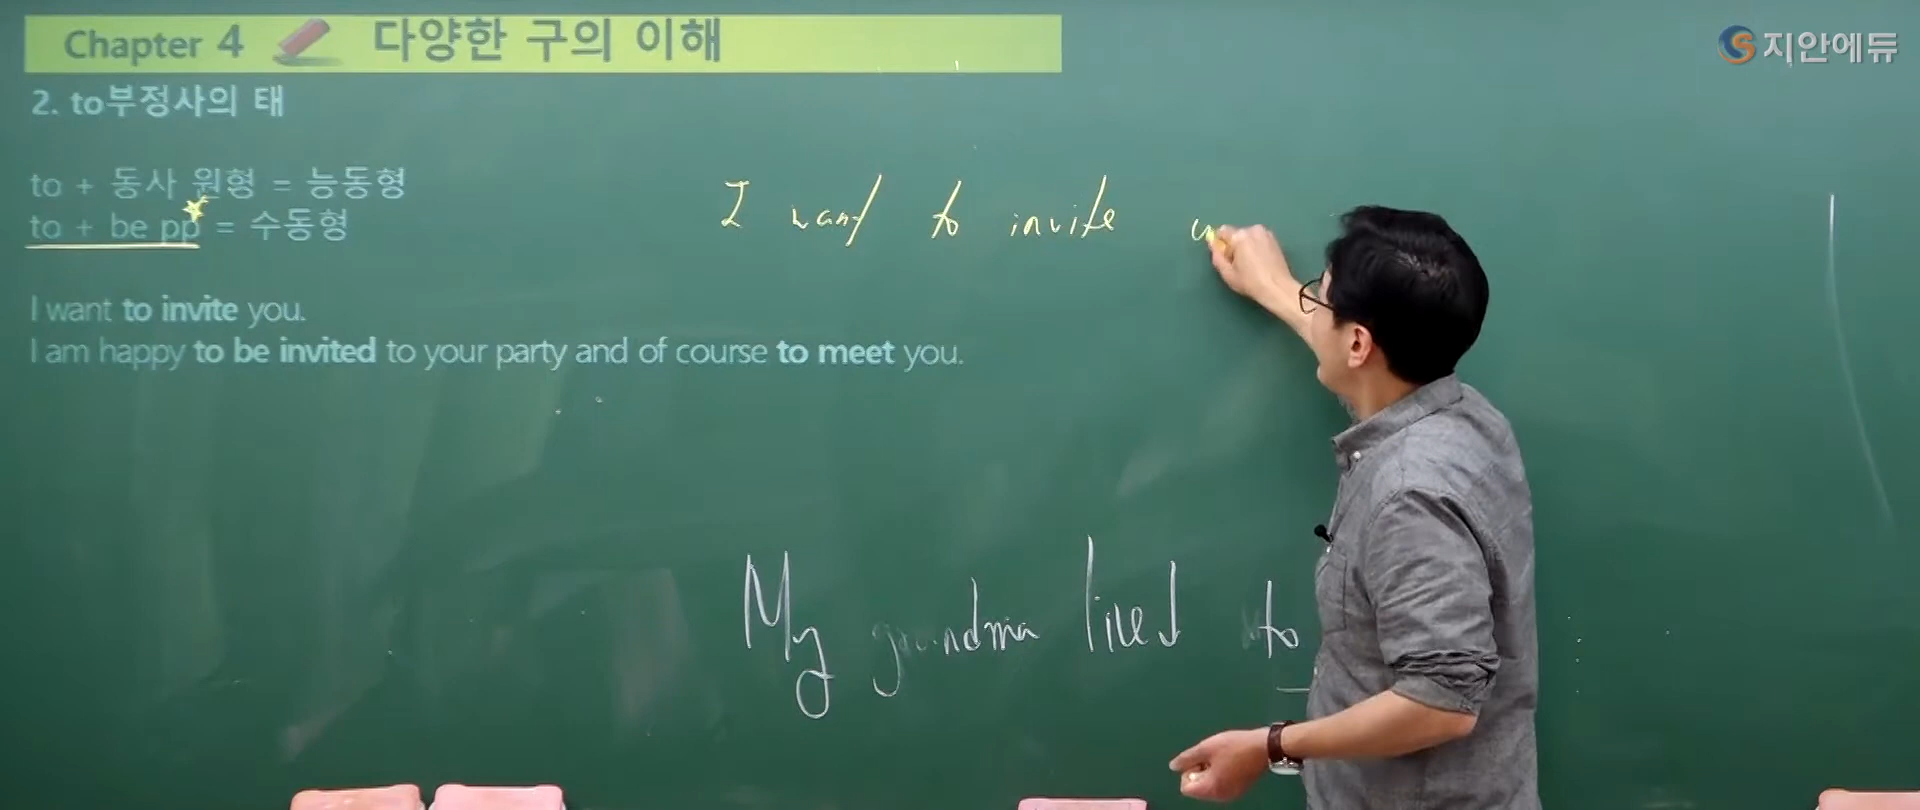 Chapter 4 다양한 구의 이해
지안에듀
2. to부정사의 태
to + 동사 원형 = 능동형
to + be pp = 수동형
I want to invite you.
I am happy to be invited to your party and of course to meet you.
I want to invite
My grandma lived to